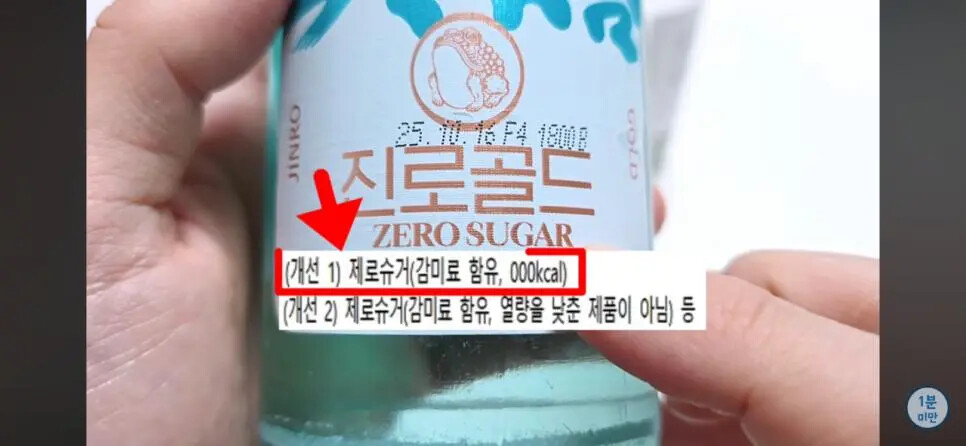 JINRO
GOLD
25.10.16 F4 1800B
진로골드
ZERO SUGAR
(개선 1) 제로슈거(감미료 함유, 000kcal)
(개선 2) 제로슈거(감미료 함유, 열량을 낮춘 제품이 아님) 등
1분
미만